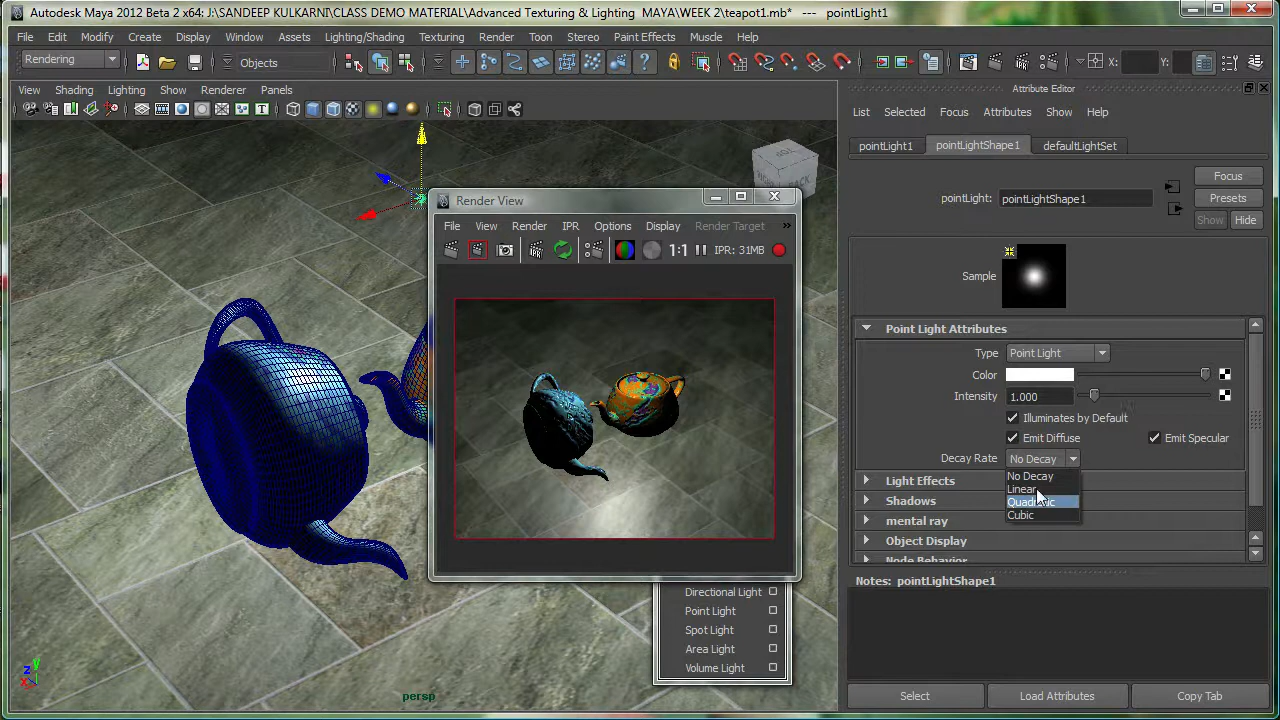 Autodesk Maya 2012 Beta 2 x64: J:\SANDEEP KULKARNI\CLASS DEMO MATERIAL\Advanced Texturing & Lighting MAYA\WEEK 2\teapot1.mb* --- pointLight1
File Edit Modify Create Display Window Assets Lighting/Shading Texturing Render Toon Stereo Paint Effects Muscle Help
Rendering Objects X: Y:
View Shading Lighting Show Renderer Panels
Attribute Editor
List Selected Focus Attributes Show Help
pointLight1 pointLightShape1 defaultLightSet
Focus
pointLight: pointLightShape1 Presets
Show Hide
Render View
File View Render IPR Options Display Render Target »
1:1 IPR: 31MB
Sample
Point Light Attributes
Type Point Light
Color
Intensity 1.000
Illuminates by Default
Emit Diffuse Emit Specular
Decay Rate No Decay
No Decay
Linear
Quadratic
Cubic
Light Effects
Shadows
mental ray
Object Display
Node Behavior
Notes: pointLightShape1
Directional Light
Point Light
Spot Light
Area Light
Volume Light
Select Load Attributes Copy Tab
persp
y
z
x